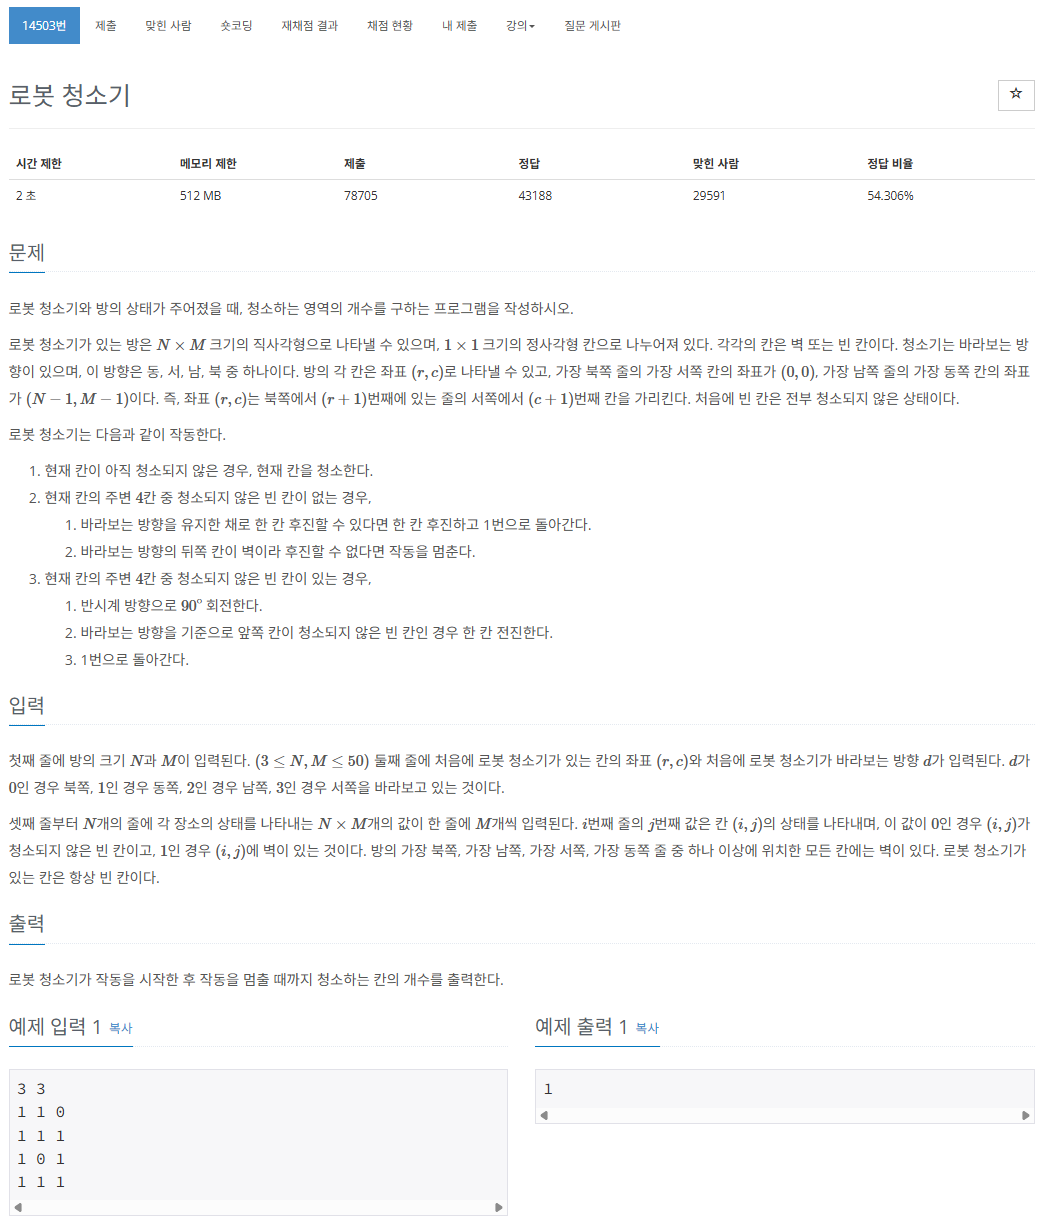 14503번 제출 맞힌 사람 숏코딩 재채점 결과 채점 현황 내 제출 강의 질문 게시판
로봇 청소기
☆
시간 제한 메모리 제한 제출 정답 맞힌 사람 정답 비율
2 초 512 MB 78705 43188 29591 54.306%
문제
로봇 청소기와 방의 상태가 주어졌을 때, 청소하는 영역의 개수를 구하는 프로그램을 작성하시오.
로봇 청소기가 있는 방은 N × M 크기의 직사각형으로 나타낼 수 있으며, 1 × 1 크기의 정사각형 칸으로 나누어져 있다. 각각의 칸은 벽 또는 빈 칸이다. 청소기는 바라보는 방
향이 있으며, 이 방향은 동, 서, 남, 북 중 하나이다. 방의 각 칸은 좌표 (r, c)로 나타낼 수 있고, 가장 북쪽 줄의 가장 서쪽 칸의 좌표가 (0, 0), 가장 남쪽 줄의 가장 동쪽 칸의 좌표
가 (N − 1, M − 1)이다. 즉, 좌표 (r, c)는 북쪽에서 (r + 1)번째에 있는 줄의 서쪽에서 (c + 1)번째 칸을 가리킨다. 처음에 빈 칸은 전부 청소되지 않은 상태이다.
로봇 청소기는 다음과 같이 작동한다.
1. 현재 칸이 아직 청소되지 않은 경우, 현재 칸을 청소한다.
2. 현재 칸의 주변 4칸 중 청소되지 않은 빈 칸이 없는 경우,
1. 바라보는 방향을 유지한 채로 한 칸 후진할 수 있다면 한 칸 후진하고 1번으로 돌아간다.
2. 바라보는 방향의 뒤쪽 칸이 벽이라 후진할 수 없다면 작동을 멈춘다.
3. 현재 칸의 주변 4칸 중 청소되지 않은 빈 칸이 있는 경우,
1. 반시계 방향으로 90° 회전한다.
2. 바라보는 방향을 기준으로 앞쪽 칸이 청소되지 않은 빈 칸인 경우 한 칸 전진한다.
3. 1번으로 돌아간다.
입력
첫째 줄에 방의 크기 N과 M이 입력된다. (3 ≤ N, M ≤ 50) 둘째 줄에 처음에 로봇 청소기가 있는 칸의 좌표 (r, c)와 처음에 로봇 청소기가 바라보는 방향 d가 입력된다. d가
0인 경우 북쪽, 1인 경우 동쪽, 2인 경우 남쪽, 3인 경우 서쪽을 바라보고 있는 것이다.
셋째 줄부터 N개의 줄에 각 장소의 상태를 나타내는 N × M개의 값이 한 줄에 M개씩 입력된다. i번째 줄의 j번째 값은 칸 (i, j)의 상태를 나타내며, 이 값이 0인 경우 (i, j)가
청소되지 않은 빈 칸이고, 1인 경우 (i, j)에 벽이 있는 것이다. 방의 가장 북쪽, 가장 남쪽, 가장 서쪽, 가장 동쪽 줄 중 하나 이상에 위치한 모든 칸에는 벽이 있다. 로봇 청소기가
있는 칸은 항상 빈 칸이다.
출력
로봇 청소기가 작동을 시작한 후 작동을 멈출 때까지 청소하는 칸의 개수를 출력한다.
예제 입력 1 복사
3 3
1 1 0
1 1 1
1 0 1
1 1 1
예제 출력 1 복사
1